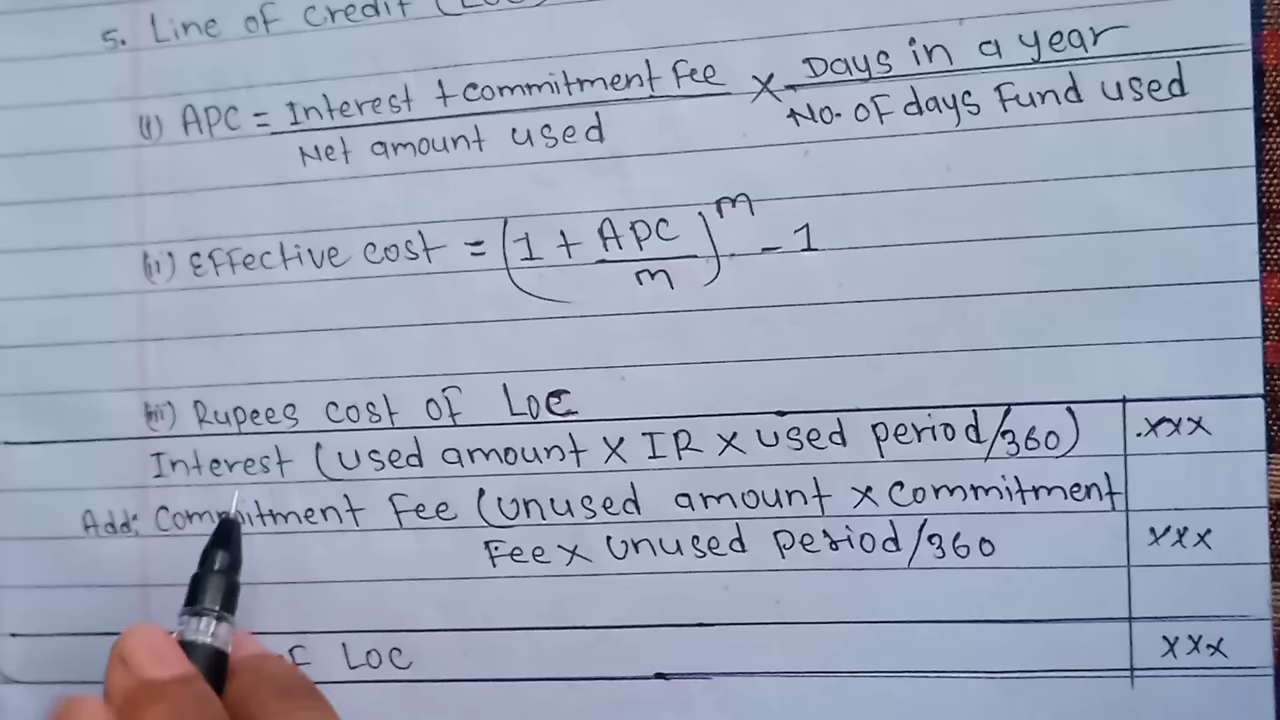 5. Line of credit
(i) APC = Interest + commitment Fee / Net amount used × Days in a year / No. of days Fund used
(ii) Effective cost = (1 + APC / m)^m - 1
(iii) Rupees cost of LOC
Interest (used amount × IR × used period/360) .xxx
Add: Commitment Fee (unused amount × commitment
Fee × unused period/360 xxx
LOC xxx